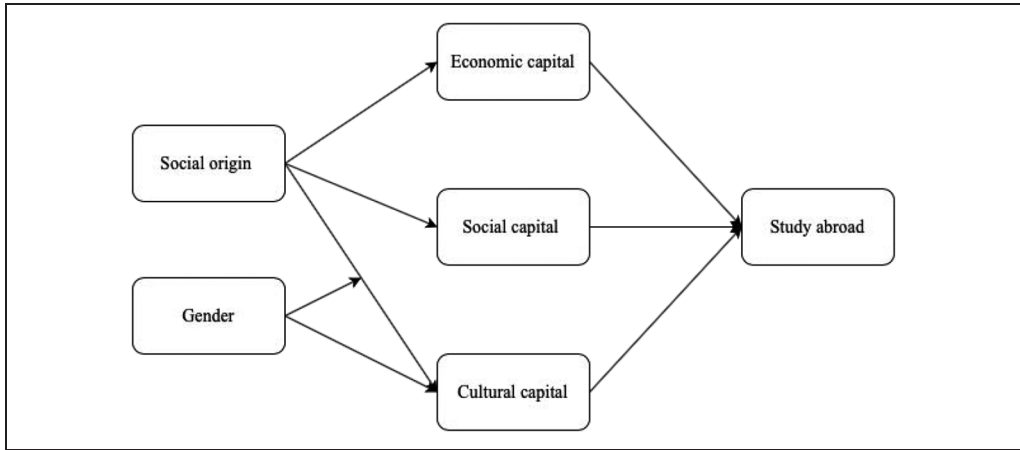 Economic capital
Social origin
Social capital
Study abroad
Gender
Cultural capital